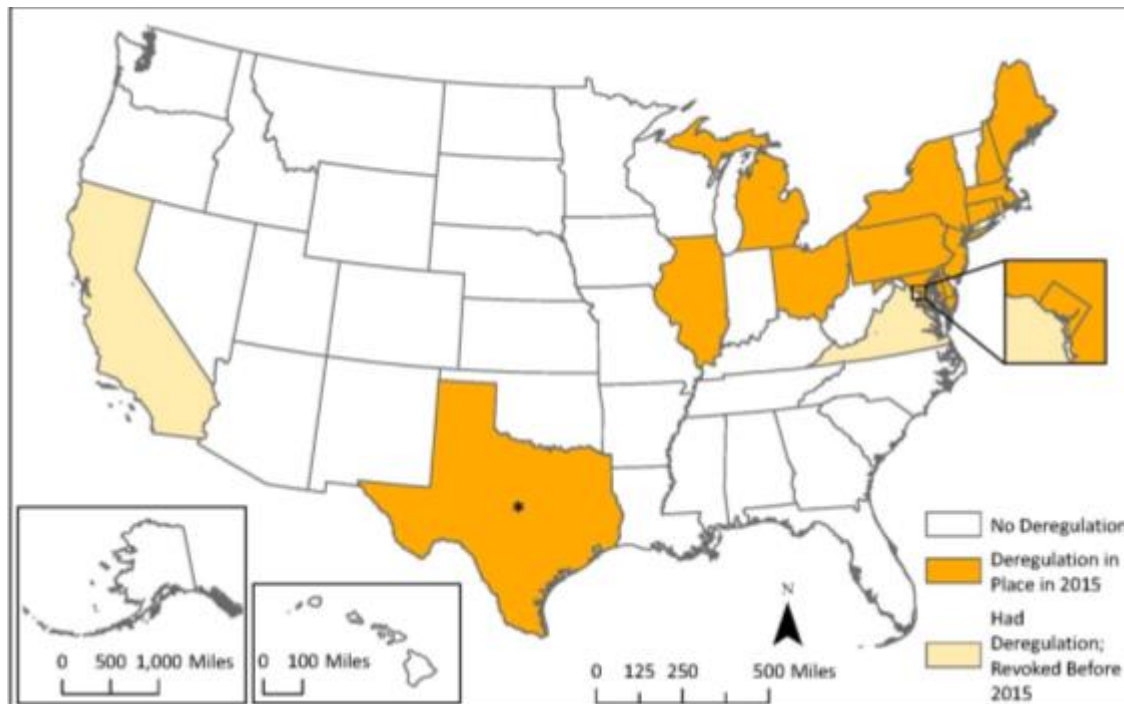 N
No Deregulation
Deregulation in
Place in 2015
Had
Deregulation;
Revoked Before
2015
0 500 1,000 Miles
0 100 Miles
0 125 250 500 Miles